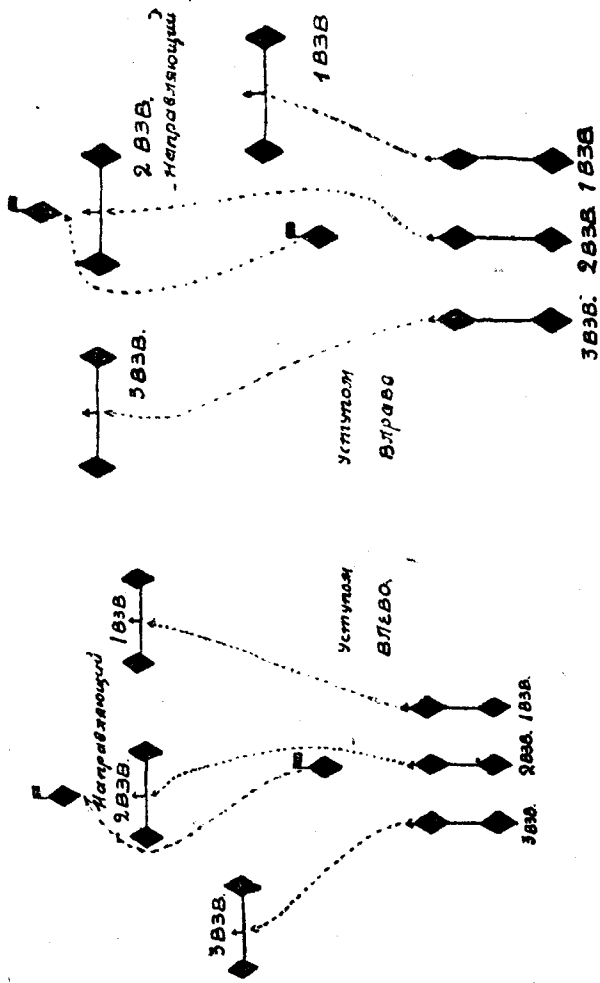 2 ВЗВ.
Направляющий
1 ВЗВ
3 ВЗВ.
Уступом
Вправо
3 ВЗВ. 2 ВЗВ. 1 ВЗВ.
Направляющий
2 ВЗВ.
1 ВЗВ
3 ВЗВ.
Уступом
Влево.
3 ВЗВ. 2 ВЗВ. 1 ВЗВ.